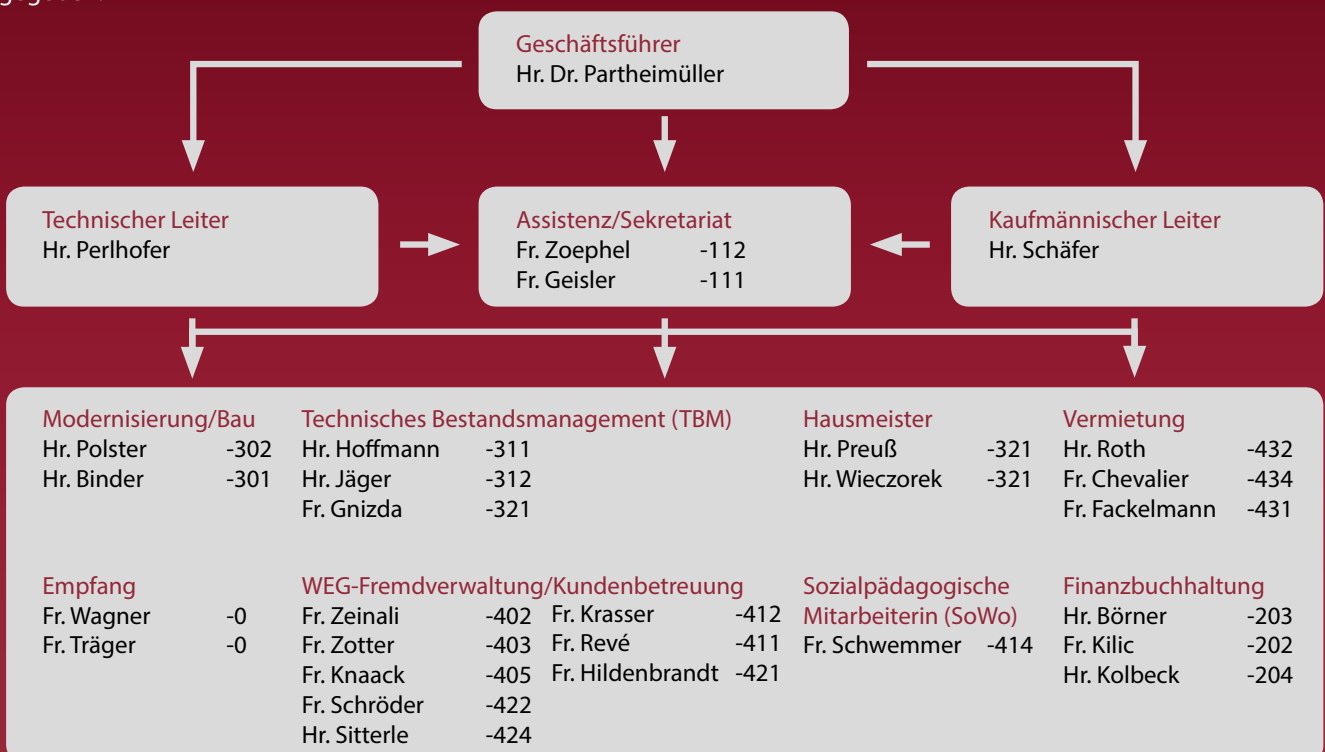 Geschäftsführer
Hr. Dr. Partheimüller
Technischer Leiter
Hr. Perlhofer
Assistenz/Sekretariat
Fr. Zoephel -112
Fr. Geisler -111
Kaufmännischer Leiter
Hr. Schäfer
Modernisierung/Bau
Hr. Polster -302
Hr. Binder -301
Technisches Bestandsmanagement (TBM)
Hr. Hoffmann -311
Hr. Jäger -312
Fr. Gnizda -321
Hausmeister
Hr. Preuß -321
Hr. Wieczorek -321
Vermietung
Hr. Roth -432
Fr. Chevalier -434
Fr. Fackelmann -431
Empfang
Fr. Wagner -0
Fr. Träger -0
WEG-Fremdverwaltung/Kundenbetreuung
Fr. Zeinali -402
Fr. Zotter -403
Fr. Knaack -405
Fr. Schröder -422
Hr. Sitterle -424
Fr. Krasser -412
Fr. Revé -411
Fr. Hildenbrandt -421
Sozialpädagogische
Mitarbeiterin (SoWo)
Fr. Schwemmer -414
Finanzbuchhaltung
Hr. Börner -203
Fr. Kilic -202
Hr. Kolbeck -204